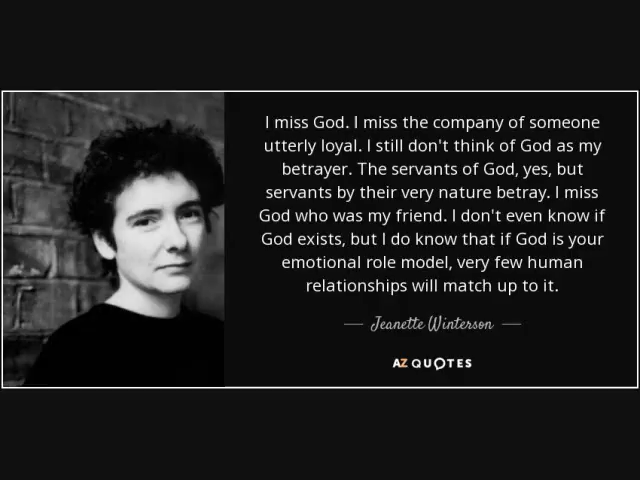 I miss God. I miss the company of someone
utterly loyal. I still don't think of God as my
betrayer. The servants of God, yes, but
servants by their very nature betray. I miss
God who was my friend. I don't even know if
God exists, but I do know that if God is your
emotional role model, very few human
relationships will match up to it.
Jeanette Winterson
AZ QUOTES